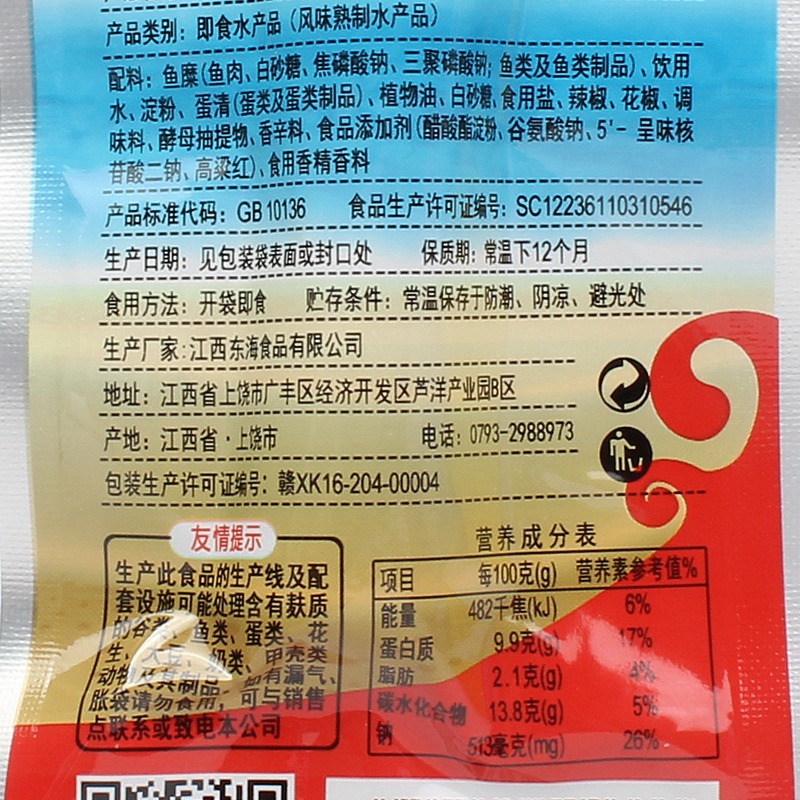 产品类别：即食水产品（风味熟制水产品）
配料：鱼糜(鱼肉、白砂糖、焦磷酸钠、三聚磷酸钠；鱼类及鱼类制品)、饮用
水、淀粉、蛋清(蛋类及蛋类制品)、植物油、白砂糖、食用盐、辣椒、花椒、调
味料、酵母抽提物、香辛料、食品添加剂(醋酸酯淀粉、谷氨酸钠、5'-呈味核
苷酸二钠、高粱红)、食用香精香料
产品标准代码：GB 10136 食品生产许可证编号：SC12236110310546
生产日期：见包装袋表面或封口处 保质期：常温下12个月
食用方法：开袋即食 贮存条件：常温保存于防潮、阴凉、避光处
生产厂家：江西东海食品有限公司
地址：江西省上饶市广丰区经济开发区芦洋产业园B区
产地：江西省·上饶市 电话：0793-2988973
包装生产许可证编号：赣XK16-204-00004
友情提示
生产此食品的生产线及配
套设施可能处理含有麸质
的谷类、鱼类、蛋类、花
生、大豆、奶类、甲壳类
动物及其制品；如有漏气、
胀袋请勿食用，可与销售
点联系或致电本公司
营养成分表
项目 每100克(g) 营养素参考值%
能量 482千焦(kJ) 6%
蛋白质 9.9克(g) 17%
脂肪 2.1克(g) 4%
碳水化合物 13.8克(g) 5%
钠 513毫克(mg) 26%